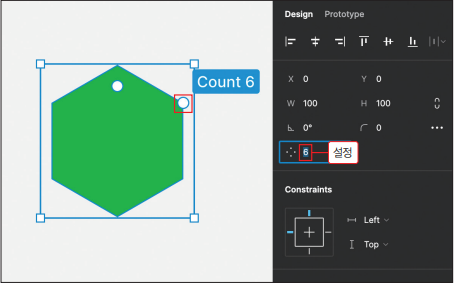 Design Prototype
Count 6
X 0 Y 0
W 100 H 100
0° 0
6 설정
Constraints
Left
Top